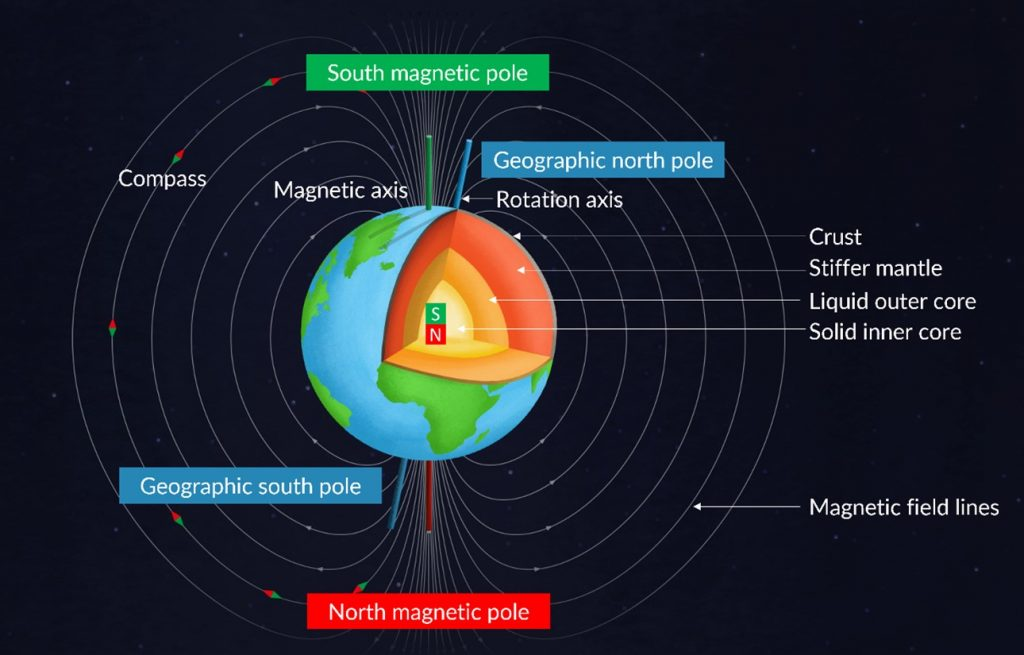 South magnetic pole
Geographic north pole
Compass
Magnetic axis
Rotation axis
Crust
Stiffer mantle
Liquid outer core
Solid inner core
S
N
Geographic south pole
Magnetic field lines
North magnetic pole